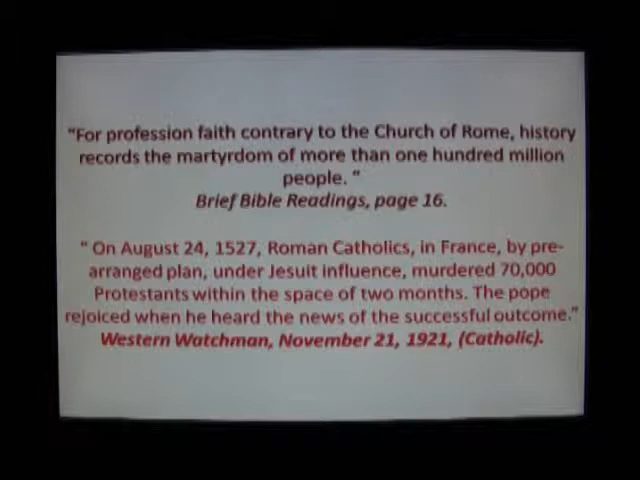 "For profession faith contrary to the Church of Rome, history
records the martyrdom of more than one hundred million
people. "
Brief Bible Readings, page 16.
" On August 24, 1527, Roman Catholics, in France, by pre-
arranged plan, under Jesuit influence, murdered 70,000
Protestants within the space of two months. The pope
rejoiced when he heard the news of the successful outcome."
Western Watchman, November 21, 1921, (Catholic).